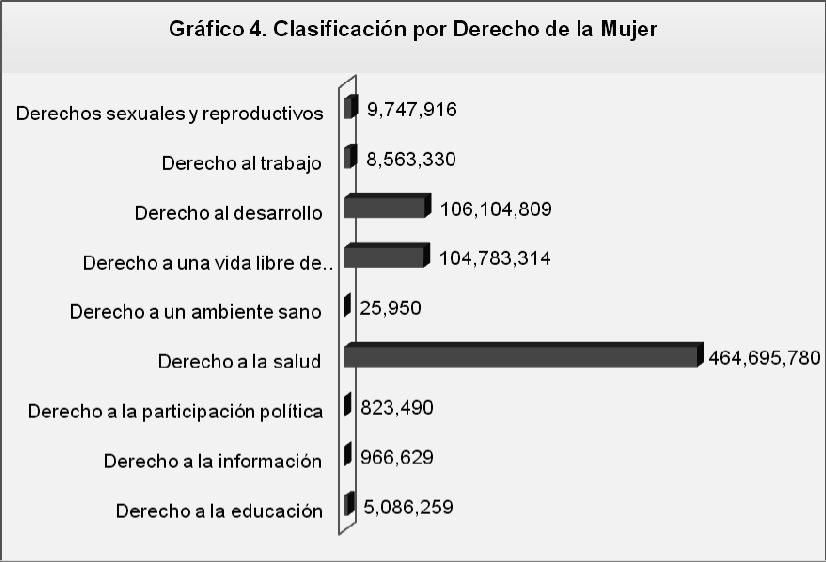 Gráfico 4. Clasificación por Derecho de la Mujer
Derechos sexuales y reproductivos 9,747,916
Derecho al trabajo 8,563,330
Derecho al desarrollo 106,104,809
Derecho a una vida libre de.. 104,783,314
Derecho a un ambiente sano 25,950
Derecho a la salud 464,695,780
Derecho a la participación política 823,490
Derecho a la información 966,629
Derecho a la educación 5,086,259